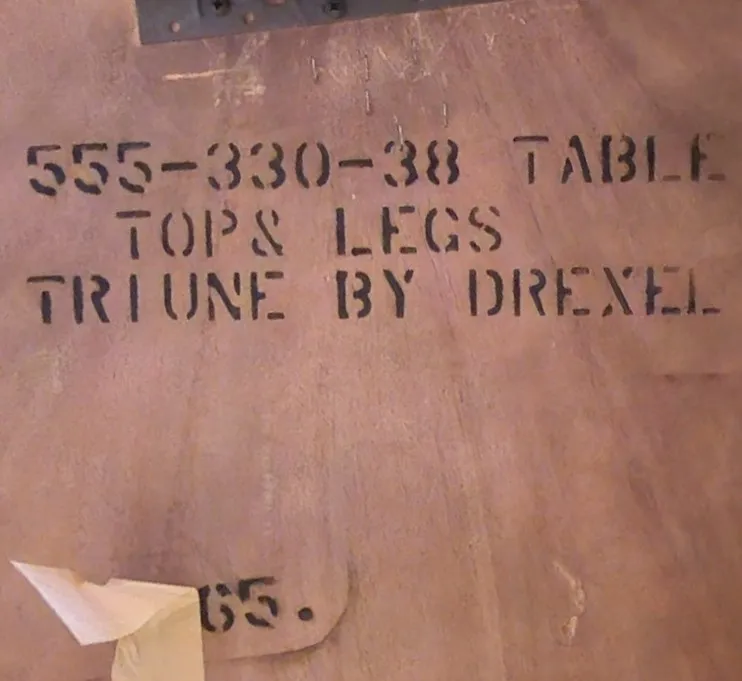 555-330-38 TABLE
TOP& LEGS
TRIUNE BY DREXEL
65.